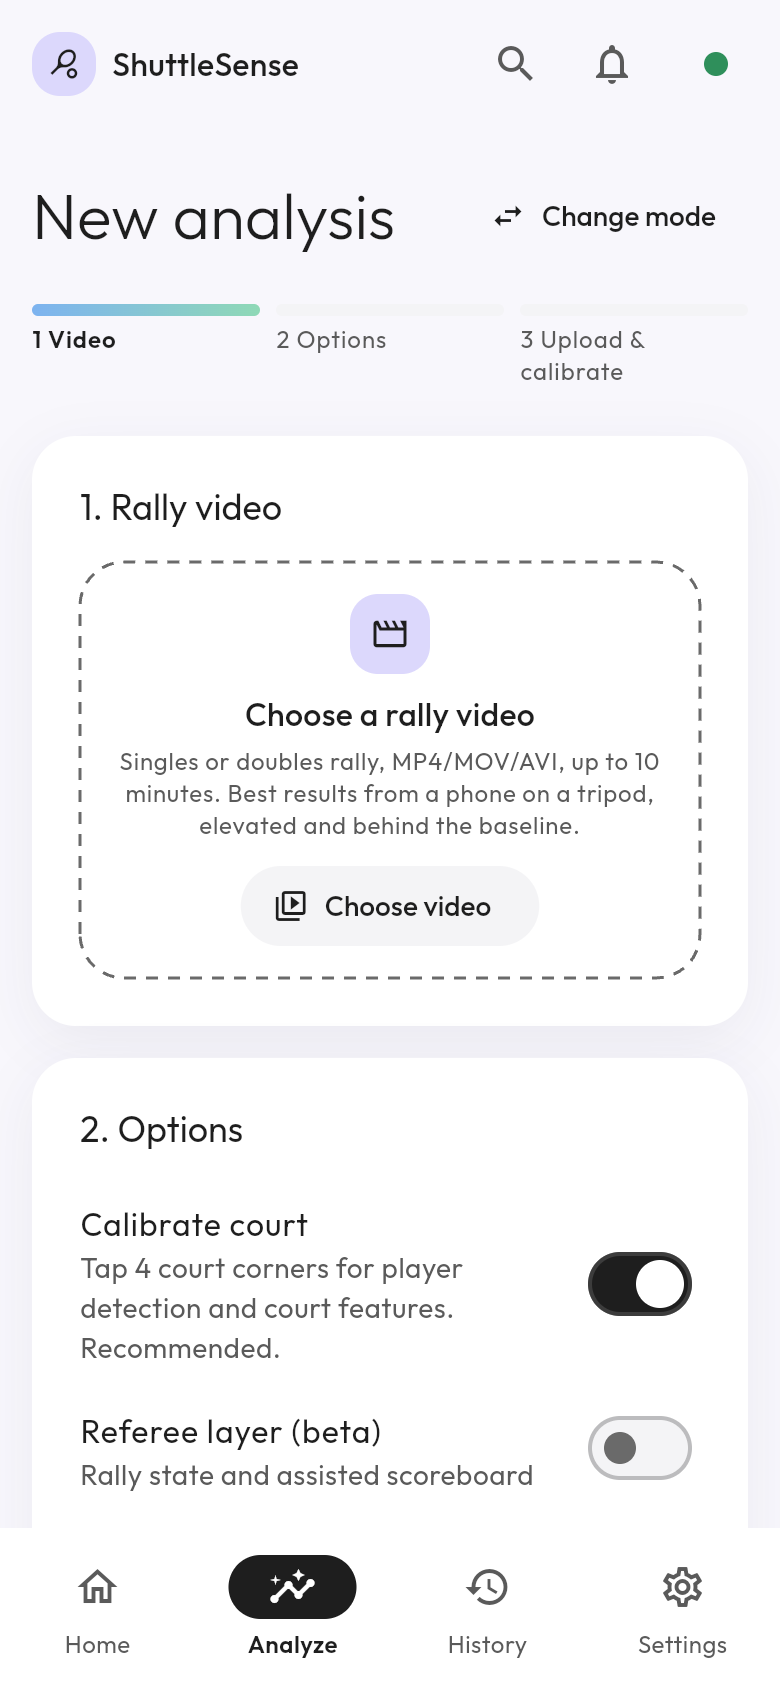 ShuttleSense
New analysis
Change mode
1 Video
2 Options
3 Upload &
calibrate
1. Rally video
Choose a rally video
Singles or doubles rally, MP4/MOV/AVI, up to 10
minutes. Best results from a phone on a tripod,
elevated and behind the baseline.
Choose video
2. Options
Calibrate court
Tap 4 court corners for player
detection and court features.
Recommended.
Referee layer (beta)
Rally state and assisted scoreboard
Home
Analyze
History
Settings